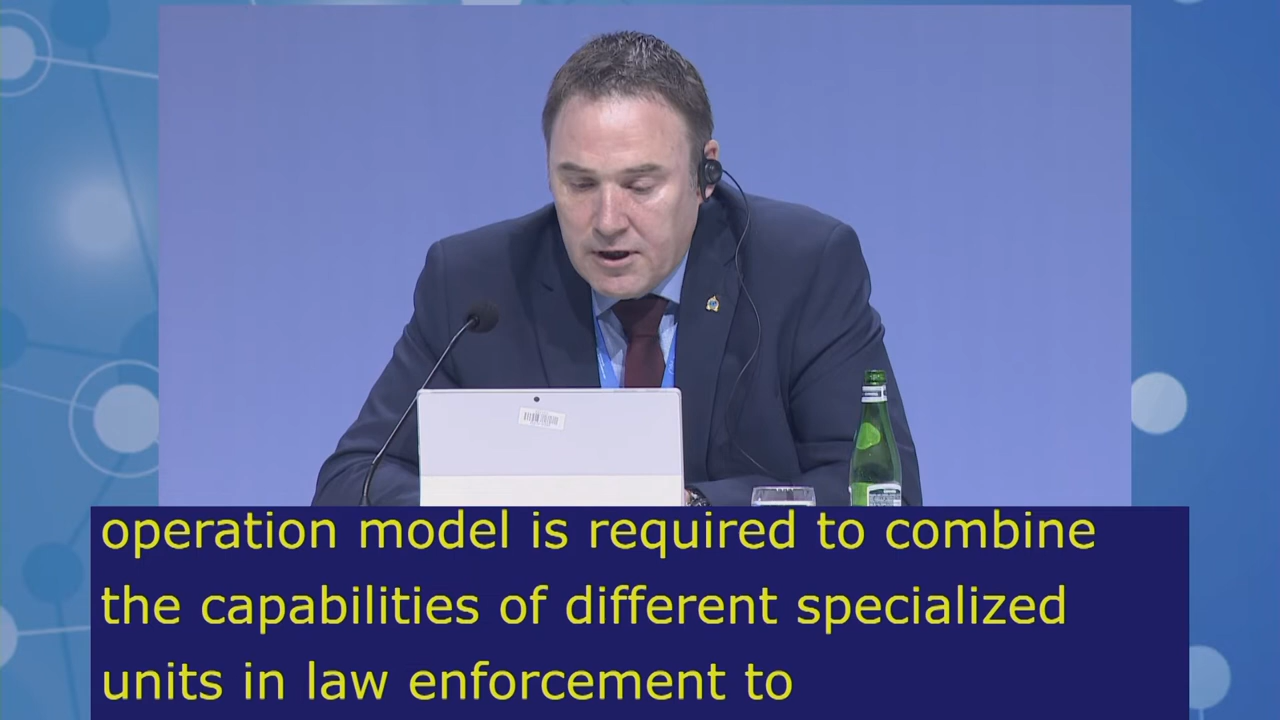 operation model is required to combine
the capabilities of different specialized
units in law enforcement to